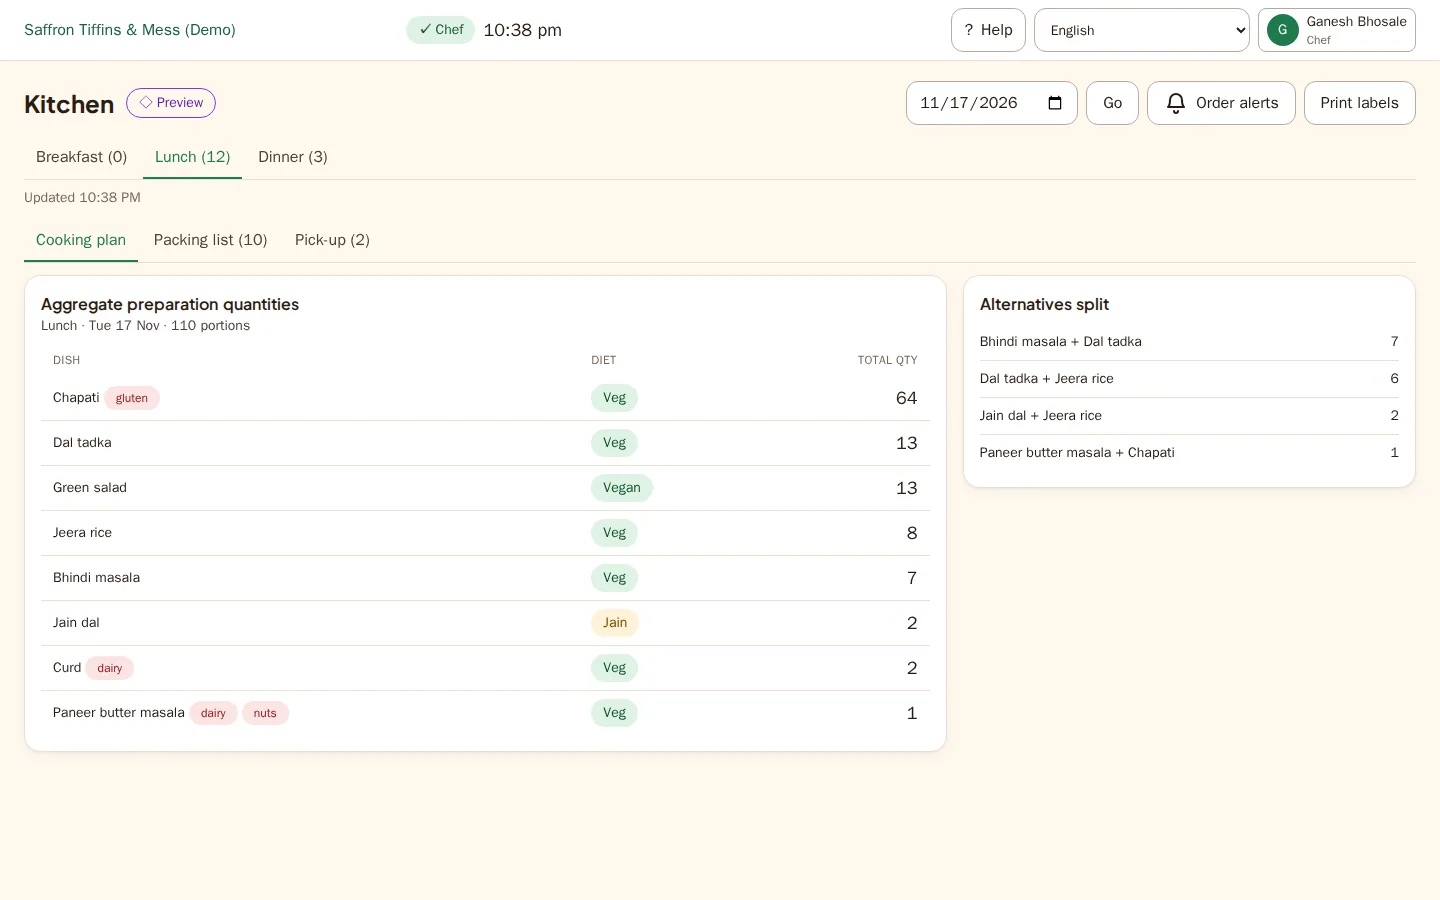 Saffron Tiffins & Mess (Demo)
✓ Chef 10:38 pm
? Help
English
G
Ganesh Bhosale
Chef
Kitchen
◇ Preview
11/17/2026
Go
Order alerts
Print labels
Breakfast (0) Lunch (12) Dinner (3)
Updated 10:38 PM
Cooking plan Packing list (10) Pick-up (2)
Aggregate preparation quantities
Lunch · Tue 17 Nov · 110 portions
DISH DIET TOTAL QTY
Chapati gluten Veg 64
Dal tadka Veg 13
Green salad Vegan 13
Jeera rice Veg 8
Bhindi masala Veg 7
Jain dal Jain 2
Curd dairy Veg 2
Paneer butter masala dairy nuts Veg 1
Alternatives split
Bhindi masala + Dal tadka 7
Dal tadka + Jeera rice 6
Jain dal + Jeera rice 2
Paneer butter masala + Chapati 1